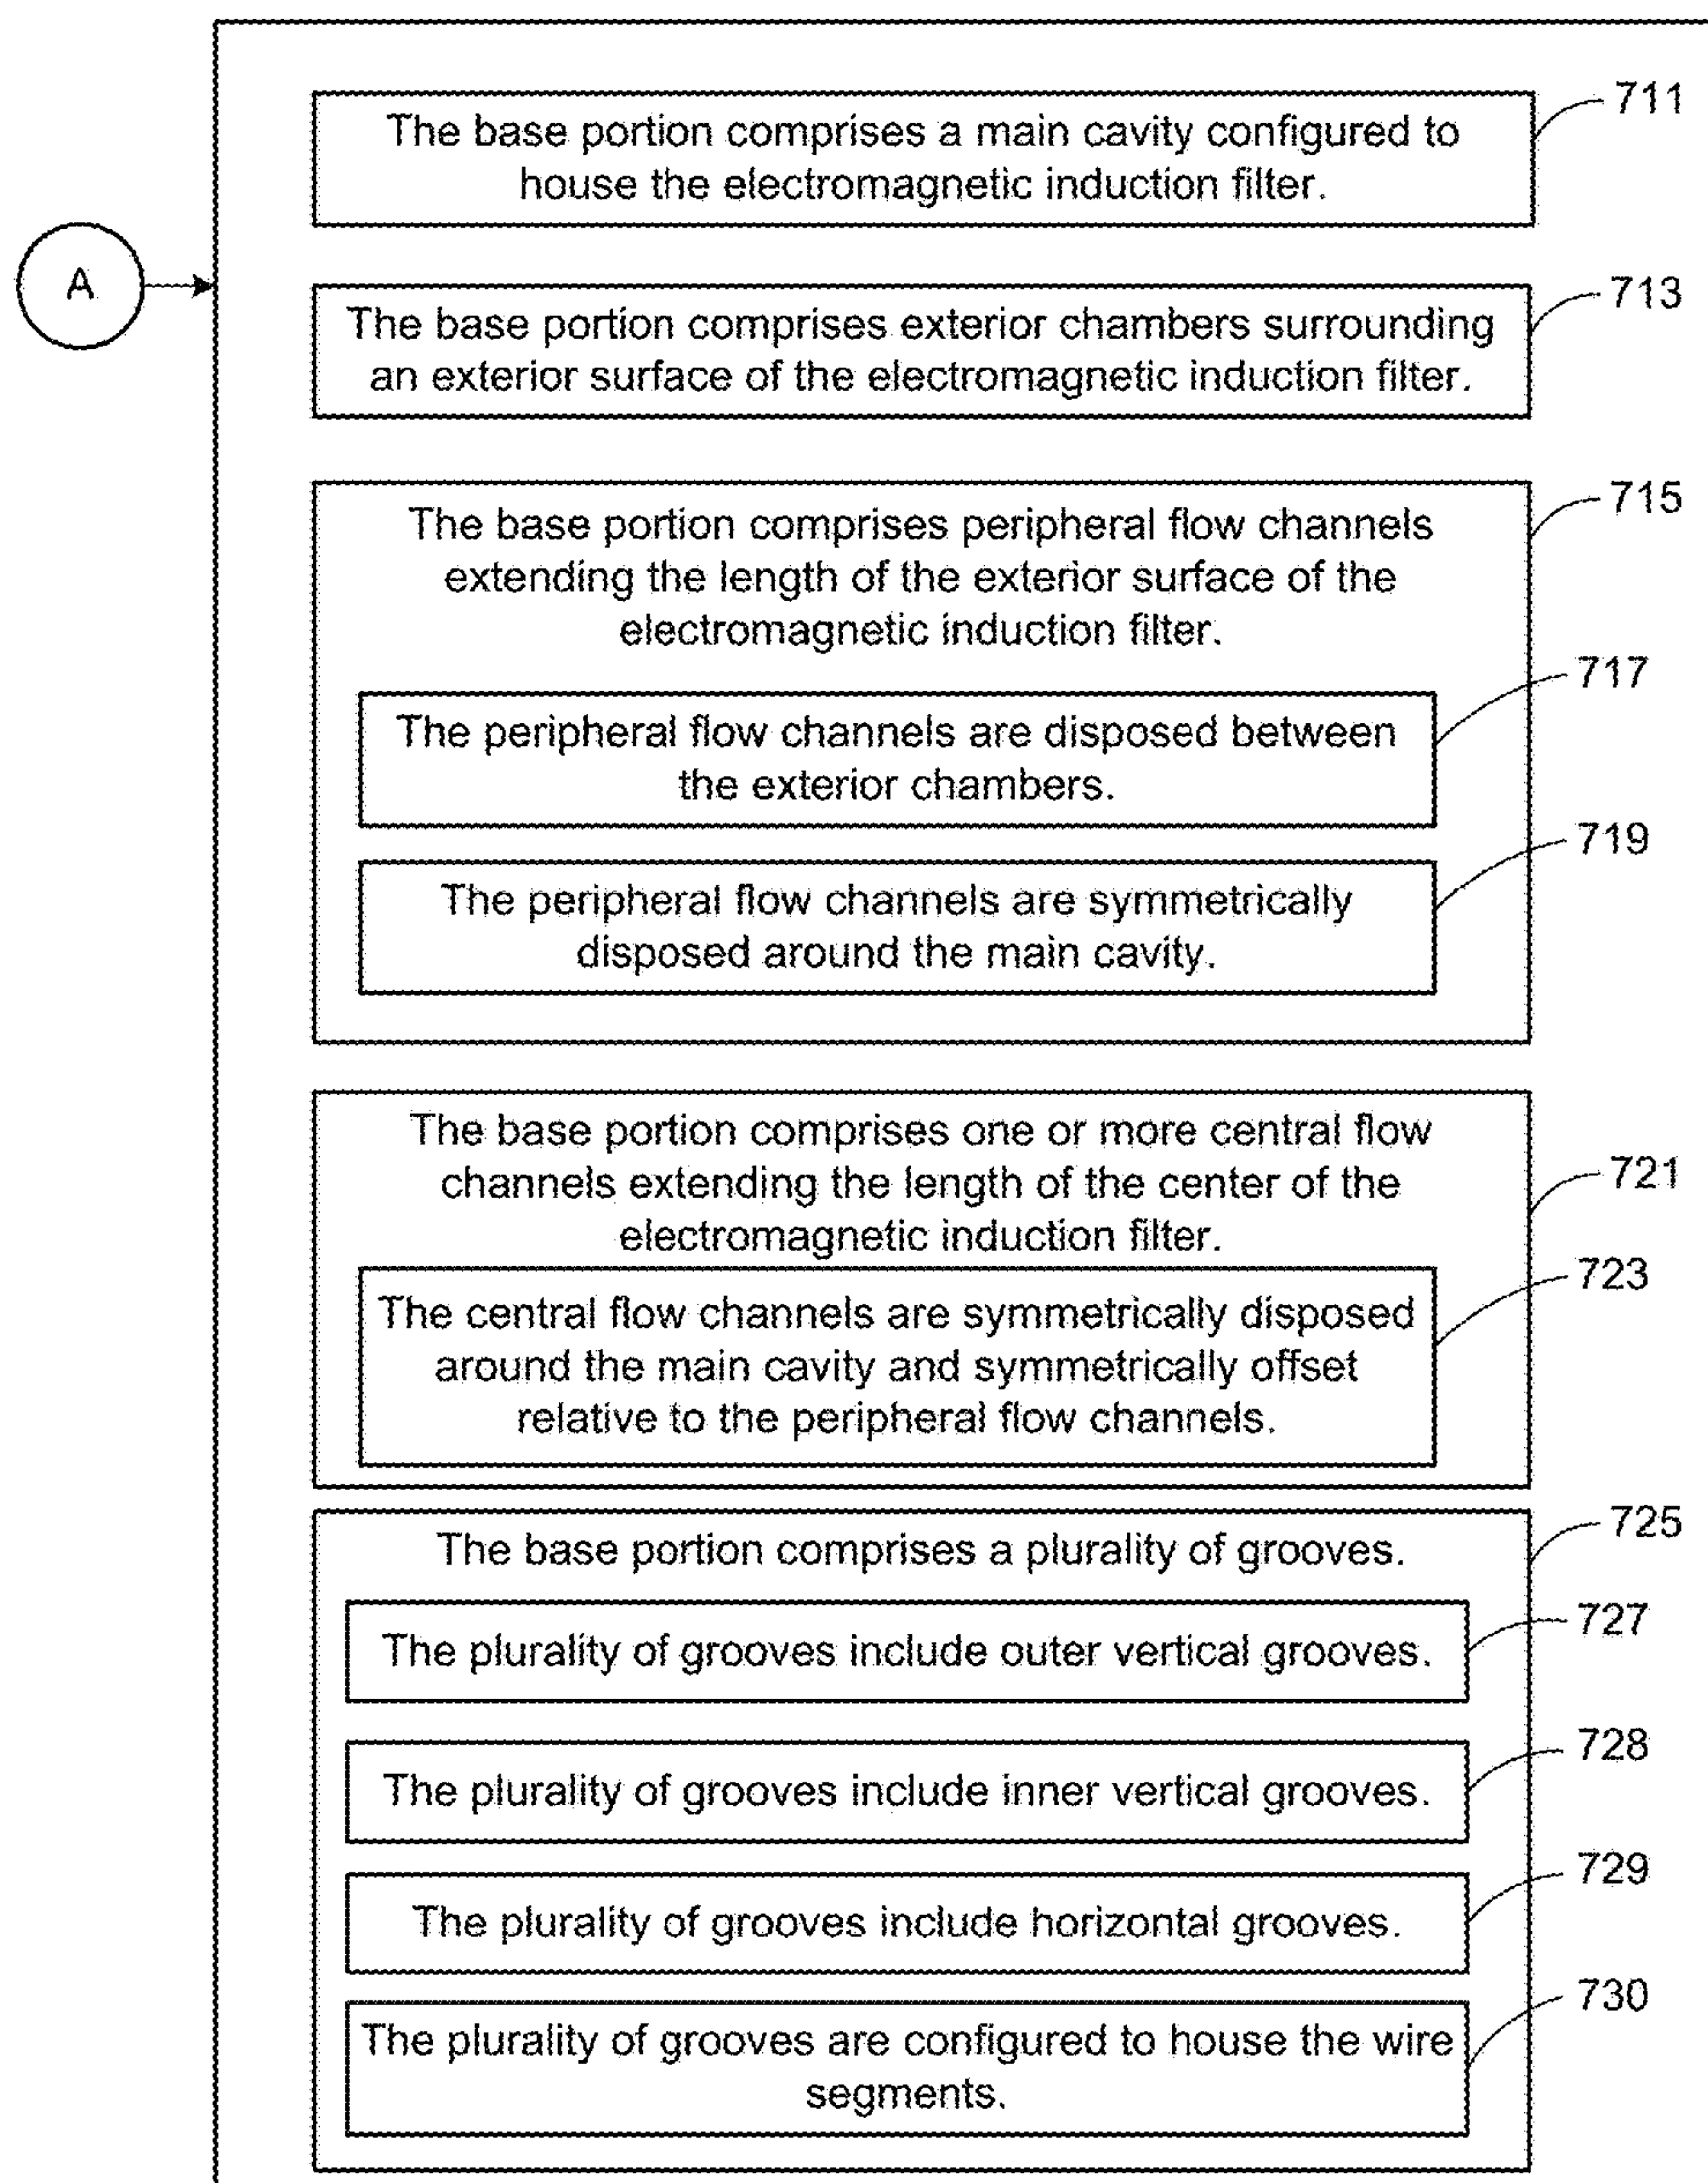 The base portion comprises a main cavity configured to
house the electromagnetic induction filter.
711
A
The base portion comprises exterior chambers surrounding
an exterior surface of the electromagnetic induction filter.
713
The base portion comprises peripheral flow channels
extending the length of the exterior surface of the
electromagnetic induction filter.
715
The peripheral flow channels are disposed between
the exterior chambers.
717
The peripheral flow channels are symmetrically
disposed around the main cavity.
719
The base portion comprises one or more central flow
channels extending the length of the center of the
electromagnetic induction filter.
721
The central flow channels are symmetrically disposed
around the main cavity and symmetrically offset
relative to the peripheral flow channels.
723
The base portion comprises a plurality of grooves.
725
The plurality of grooves include outer vertical grooves.
727
The plurality of grooves include inner vertical grooves.
728
The plurality of grooves include horizontal grooves.
729
The plurality of grooves are configured to house the wire
segments.
730